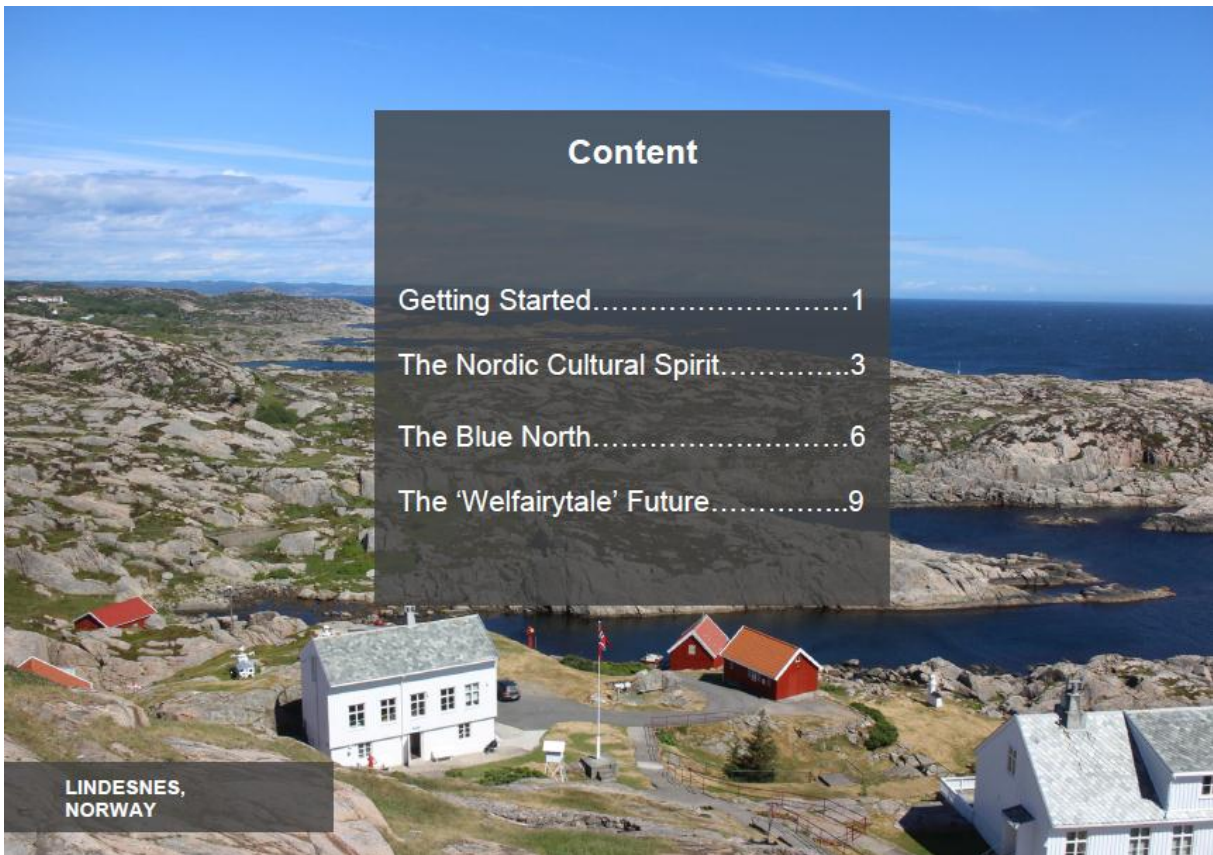 Content
Getting Started………………………1
The Nordic Cultural Spirit…………..3
The Blue North………………………6
The ‘Welfairytale’ Future…………...9
LINDESNES,
NORWAY